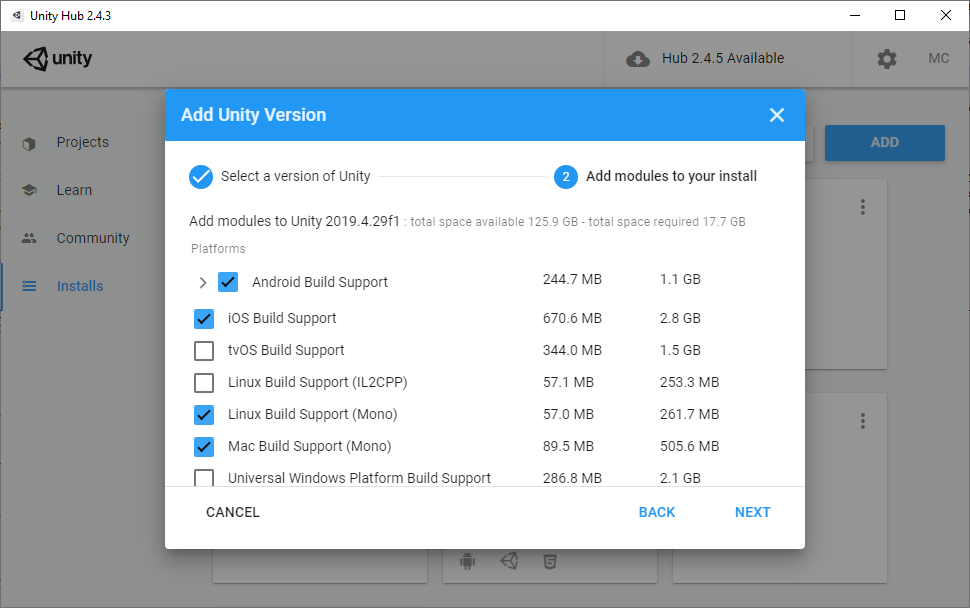 Unity Hub 2.4.3
unity
Hub 2.4.5 Available
MC
Add Unity Version
Projects
Learn
Community
Installs
ADD
Select a version of Unity
2
Add modules to your install
Add modules to Unity 2019.4.29f1 : total space available 125.9 GB - total space required 17.7 GB
Platforms
Android Build Support 244.7 MB 1.1 GB
iOS Build Support 670.6 MB 2.8 GB
tvOS Build Support 344.0 MB 1.5 GB
Linux Build Support (IL2CPP) 57.1 MB 253.3 MB
Linux Build Support (Mono) 57.0 MB 261.7 MB
Mac Build Support (Mono) 89.5 MB 505.6 MB
Universal Windows Platform Build Support 286.8 MB 2.1 GB
CANCEL
BACK
NEXT